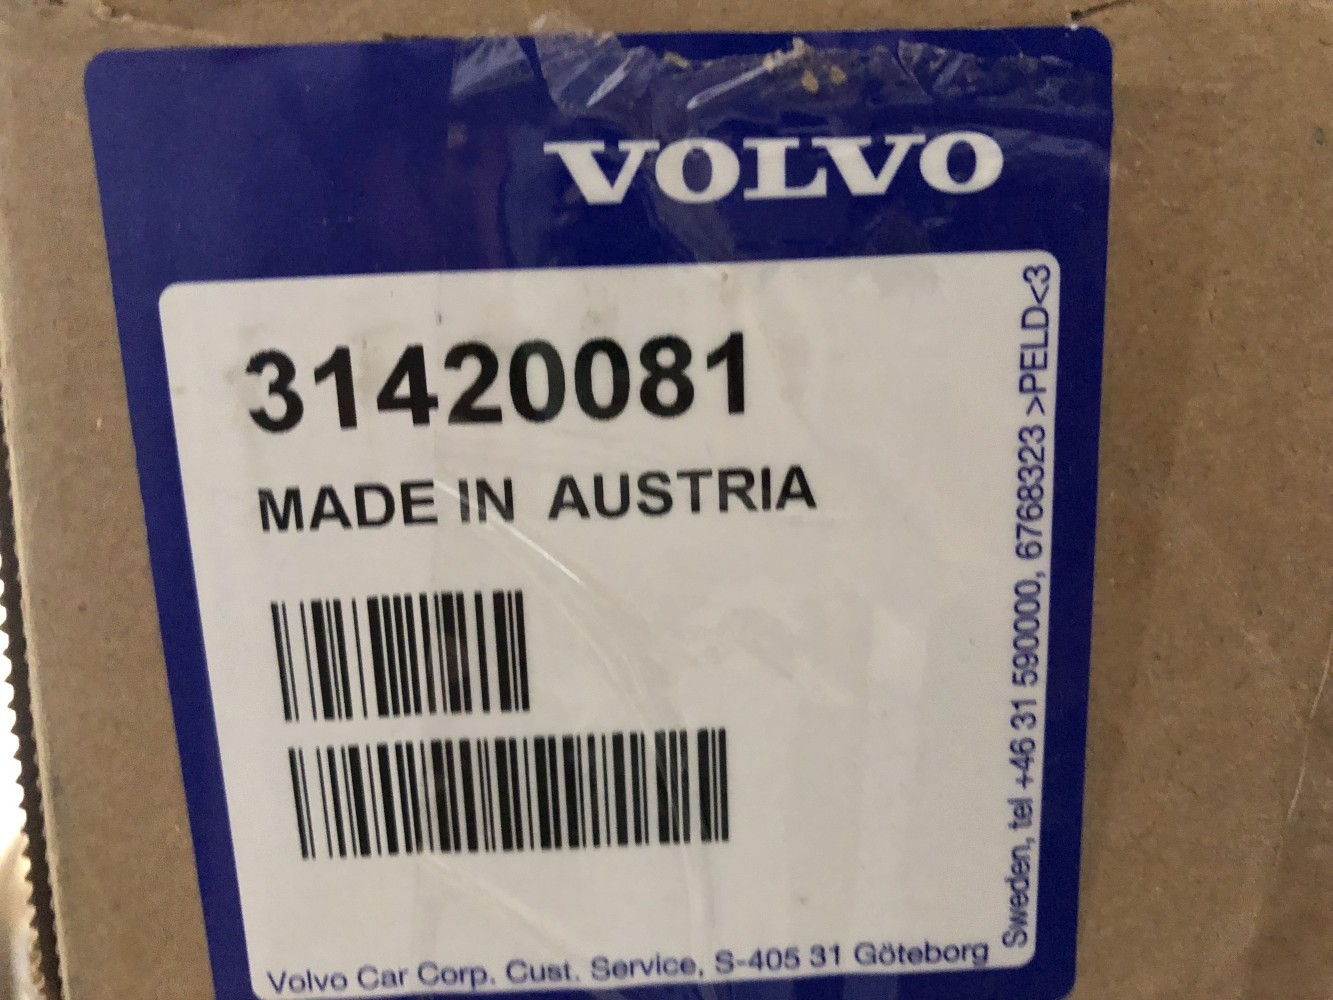 VOLVO
31420081
MADE IN AUSTRIA
Volvo Car Corp. Cust. Service, S-405 31 Göteborg
Sweden, tel +46 31 590000, 6768323 >PELD<3